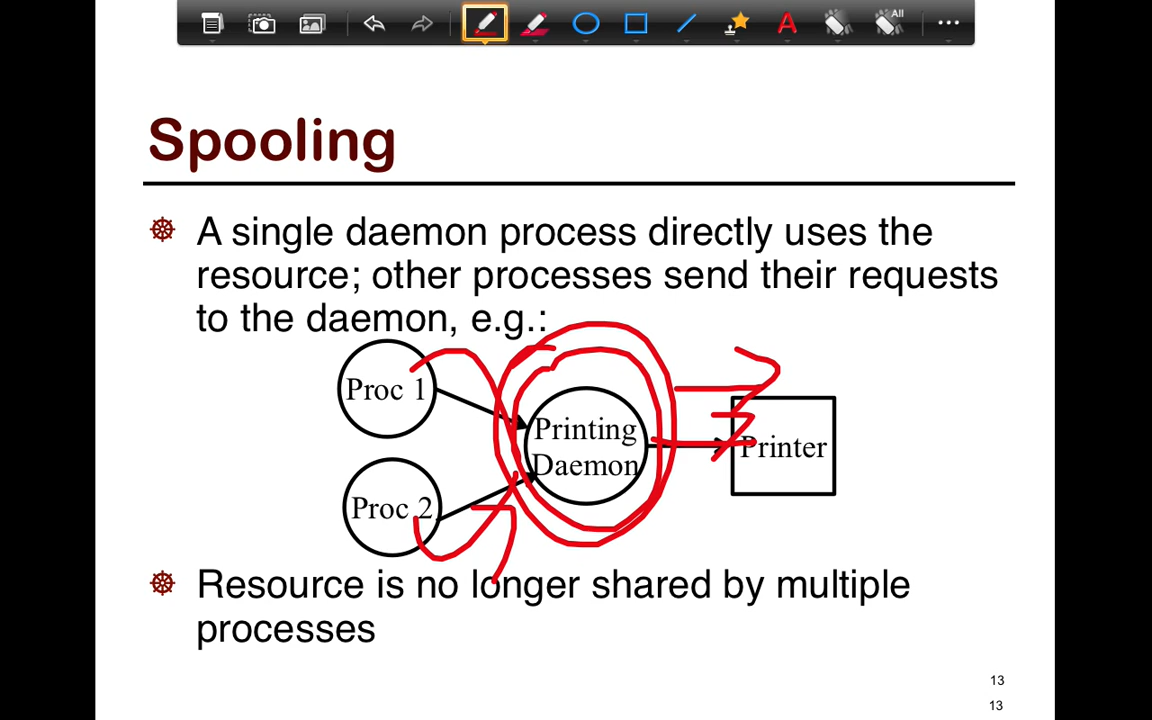 All
A
Spooling
A single daemon process directly uses the
resource; other processes send their requests
to the daemon, e.g.:
Proc 1
Printing
Daemon
Printer
Proc 2
Resource is no longer shared by multiple
processes
13
13